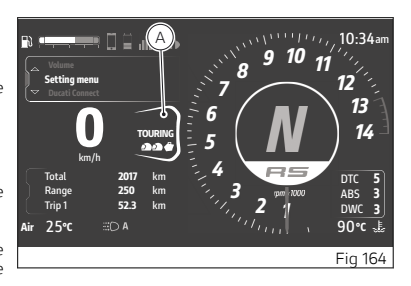 A
10:34 am
Volume
Setting menu
Ducati Connect
0
km/h
TOURING
Total 2017 km
Range 250 km
Trip 1 52.3 km
Air 25°C A
1
2
3
4
5
6
7
8
9
10
11
12
13
14
N
RS
rpm x1000
DTC 5
ABS 3
DWC 3
90°C
Fig 164